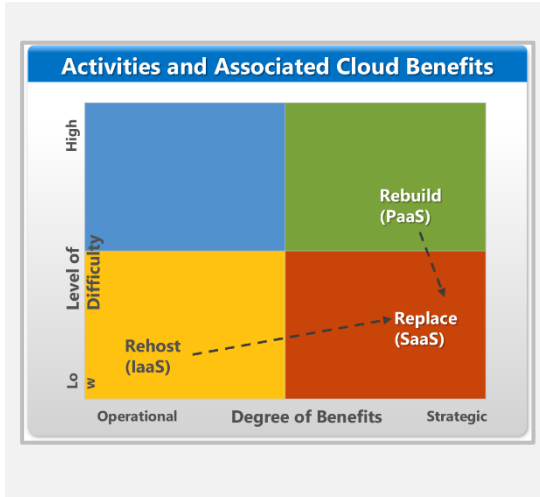 Activities and Associated Cloud Benefits
High
Rebuild
(PaaS)
Level of
Difficulty
Replace
(SaaS)
Rehost
(IaaS)
Lo
w
Operational
Degree of Benefits
Strategic